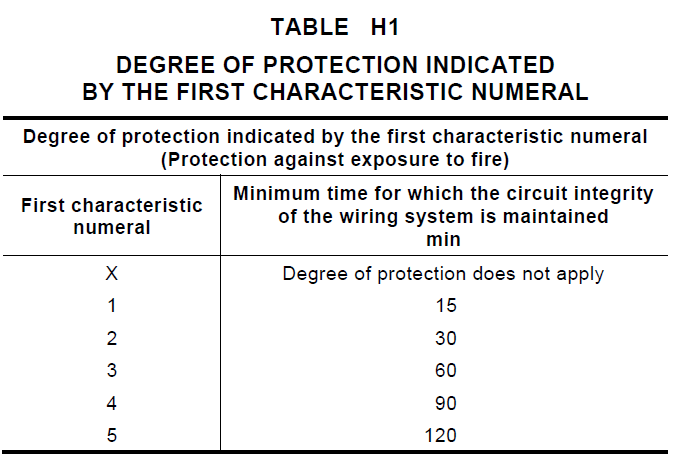 TABLE H1
DEGREE OF PROTECTION INDICATED
BY THE FIRST CHARACTERISTIC NUMERAL
Degree of protection indicated by the first characteristic numeral
(Protection against exposure to fire)
First characteristic
numeral
Minimum time for which the circuit integrity
of the wiring system is maintained
min
X Degree of protection does not apply
1 15
2 30
3 60
4 90
5 120